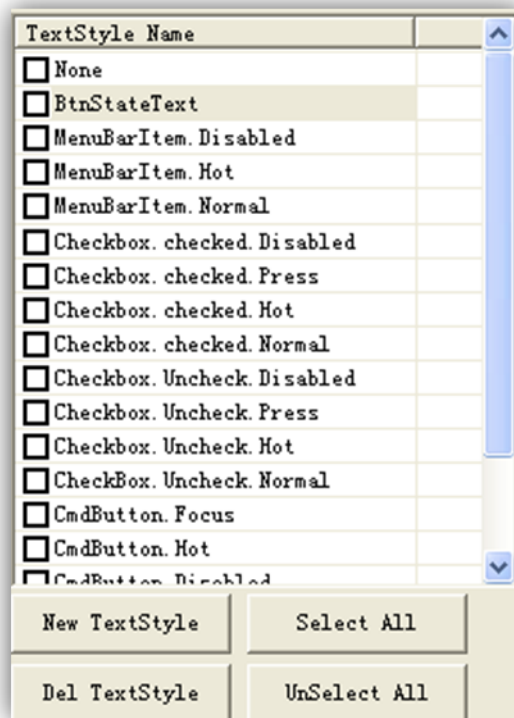 TextStyle Name
None
BtnStateText
MenuBarItem.Disabled
MenuBarItem.Hot
MenuBarItem.Normal
Checkbox.checked.Disabled
Checkbox.checked.Press
Checkbox.checked.Hot
Checkbox.checked.Normal
Checkbox.Uncheck.Disabled
Checkbox.Uncheck.Press
Checkbox.Uncheck.Hot
CheckBox.Uncheck.Normal
CmdButton.Focus
CmdButton.Hot
CmdButton.Disabled
New TextStyle Select All
Del TextStyle UnSelect All